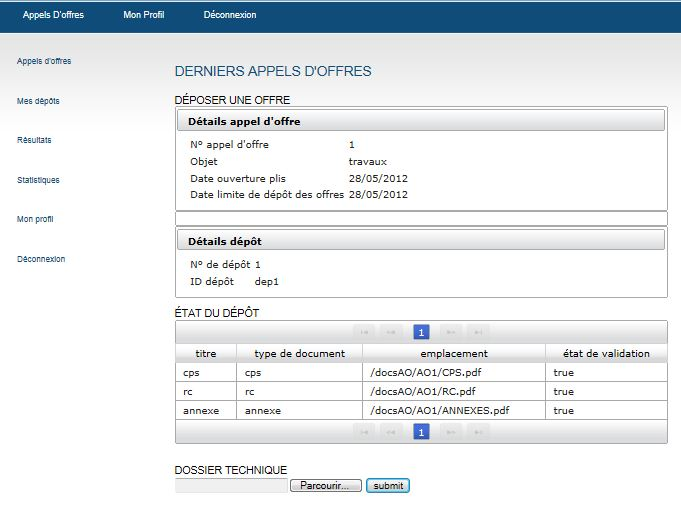 Appels D'offres Mon Profil Déconnexion
Appels d'offres
Mes dépôts
Résultats
Statistiques
Mon profil
Déconnexion
DERNIERS APPELS D'OFFRES
DÉPOSER UNE OFFRE
Détails appel d'offre
N° appel d'offre 1
Objet travaux
Date ouverture plis 28/05/2012
Date limite de dépôt des offres 28/05/2012
Détails dépôt
N° de dépôt 1
ID dépôt dep1
ÉTAT DU DÉPÔT
1
titre type de document emplacement état de validation
cps cps /docsAO/AO1/CPS.pdf true
rc rc /docsAO/AO1/RC.pdf true
annexe annexe /docsAO/AO1/ANNEXES.pdf true
1
DOSSIER TECHNIQUE
Parcourir... submit